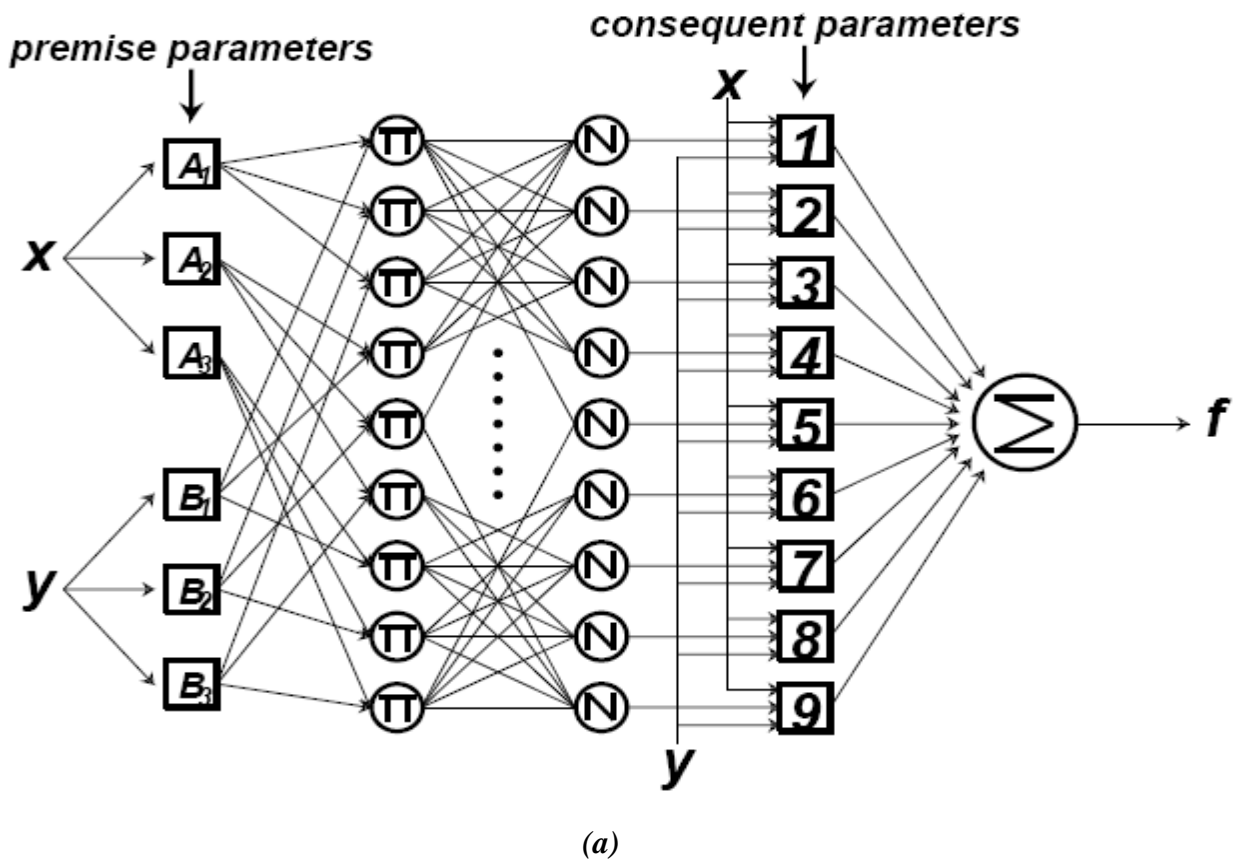 consequent parameters
premise parameters
x
A1 Π N 1
Π N 2
x A2 Π N 3
A3 Π N 4
Π N 5
Σ f
B1 Π N 6
y B2 Π N 7
Π N 8
B3 Π N 9
y
(a)